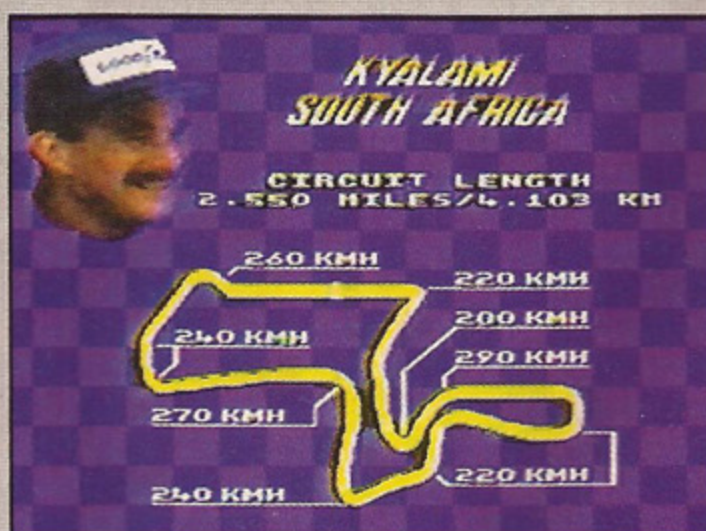 KYALAMI
SOUTH AFRICA
CIRCUIT LENGTH
2.550 MILES/4.103 KM
260 KMH
220 KMH
200 KMH
240 KMH
290 KMH
270 KMH
220 KMH
240 KMH